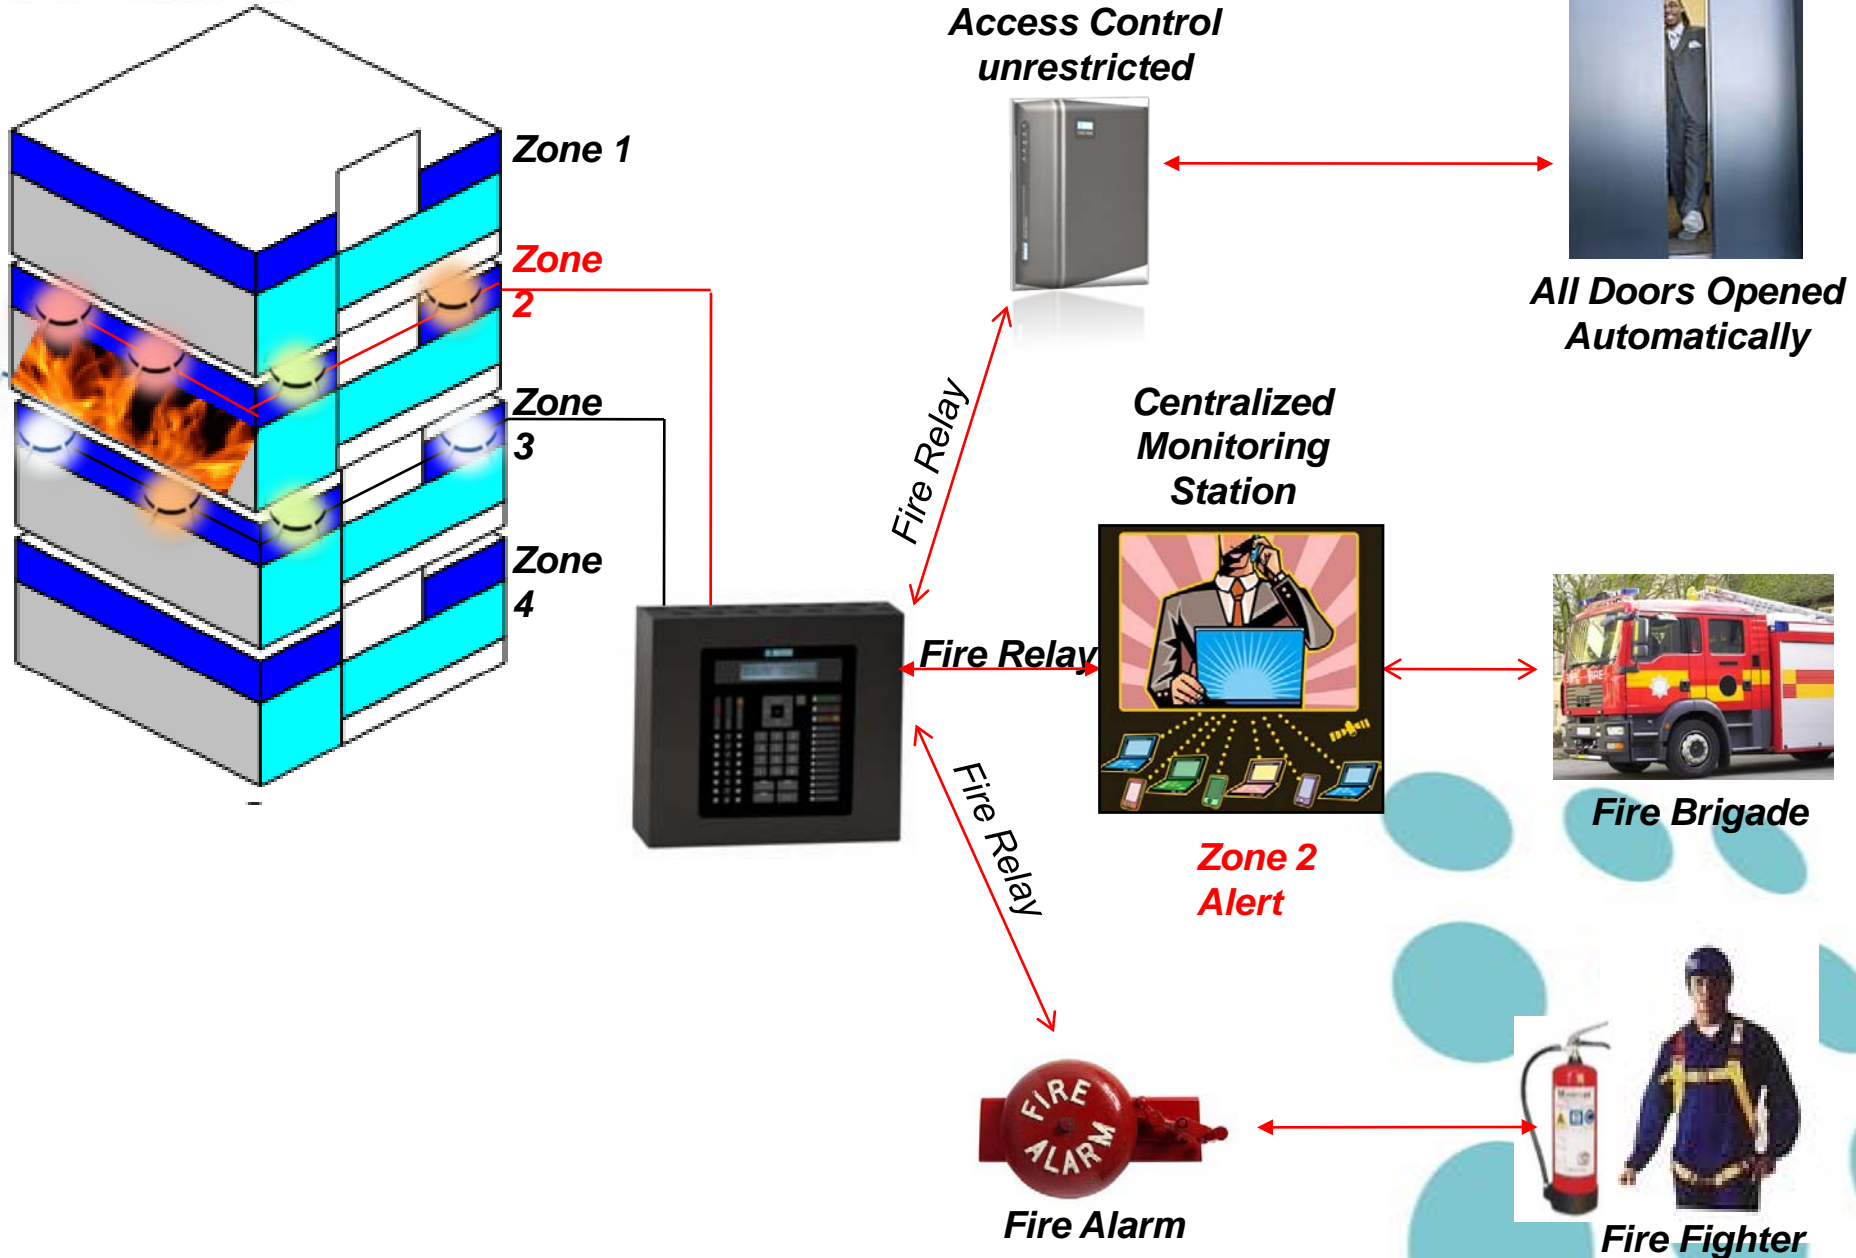 Access Control
unrestricted
Zone 1
Zone
2
Zone
3
Zone
4
All Doors Opened
Automatically
Fire Relay
Centralized
Monitoring
Station
Fire Relay
Fire Relay
Zone 2
Alert
Fire Brigade
FIRE
ALARM
Fire Alarm
Fire Fighter